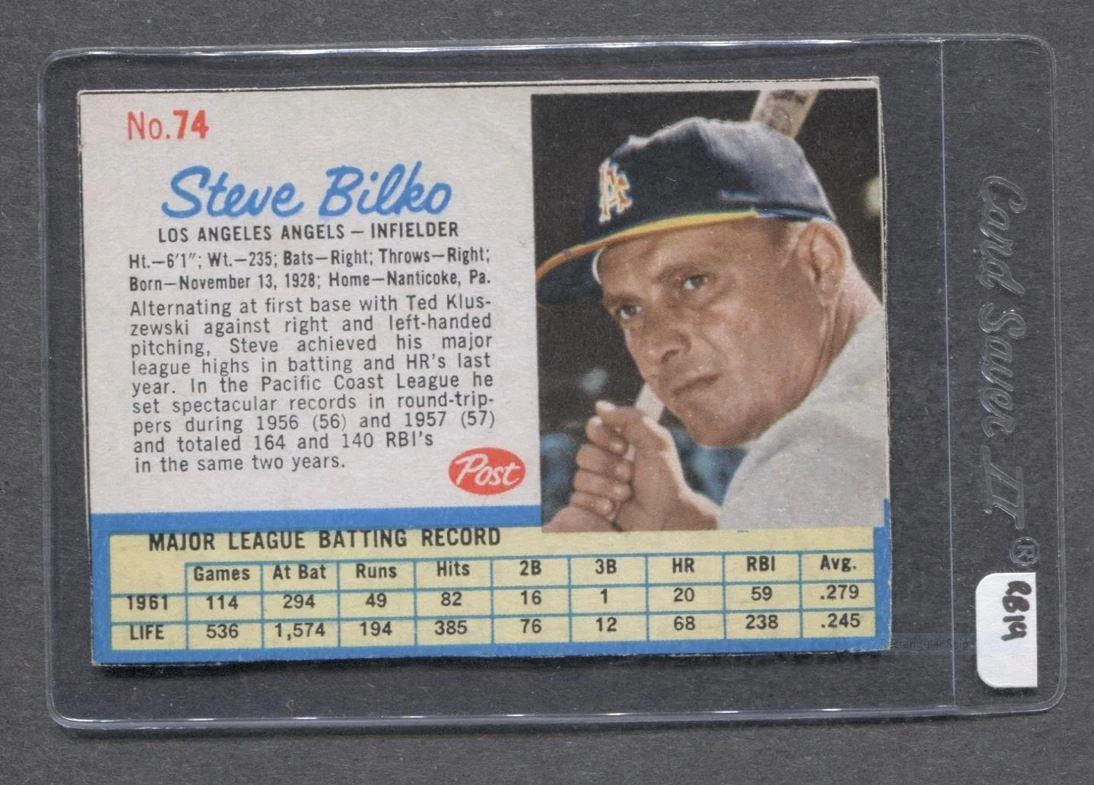 No.74
Steve Bilko
LOS ANGELES ANGELS — INFIELDER
Ht.—6'1"; Wt.—235; Bats—Right; Throws—Right;
Born—November 13, 1928; Home—Nanticoke, Pa.
Alternating at first base with Ted Klus-
zewski against right and left-handed
pitching, Steve achieved his major
league highs in batting and HR's last
year. In the Pacific Coast League he
set spectacular records in round-trip-
pers during 1956 (56) and 1957 (57)
and totaled 164 and 140 RBI's
in the same two years.
Post
LA
MAJOR LEAGUE BATTING RECORD
Games At Bat Runs Hits 2B 3B HR RBI Avg.
1961 114 294 49 82 16 1 20 59 .279
LIFE 536 1,574 194 385 76 12 68 238 .245
Card Saver II®
RB19